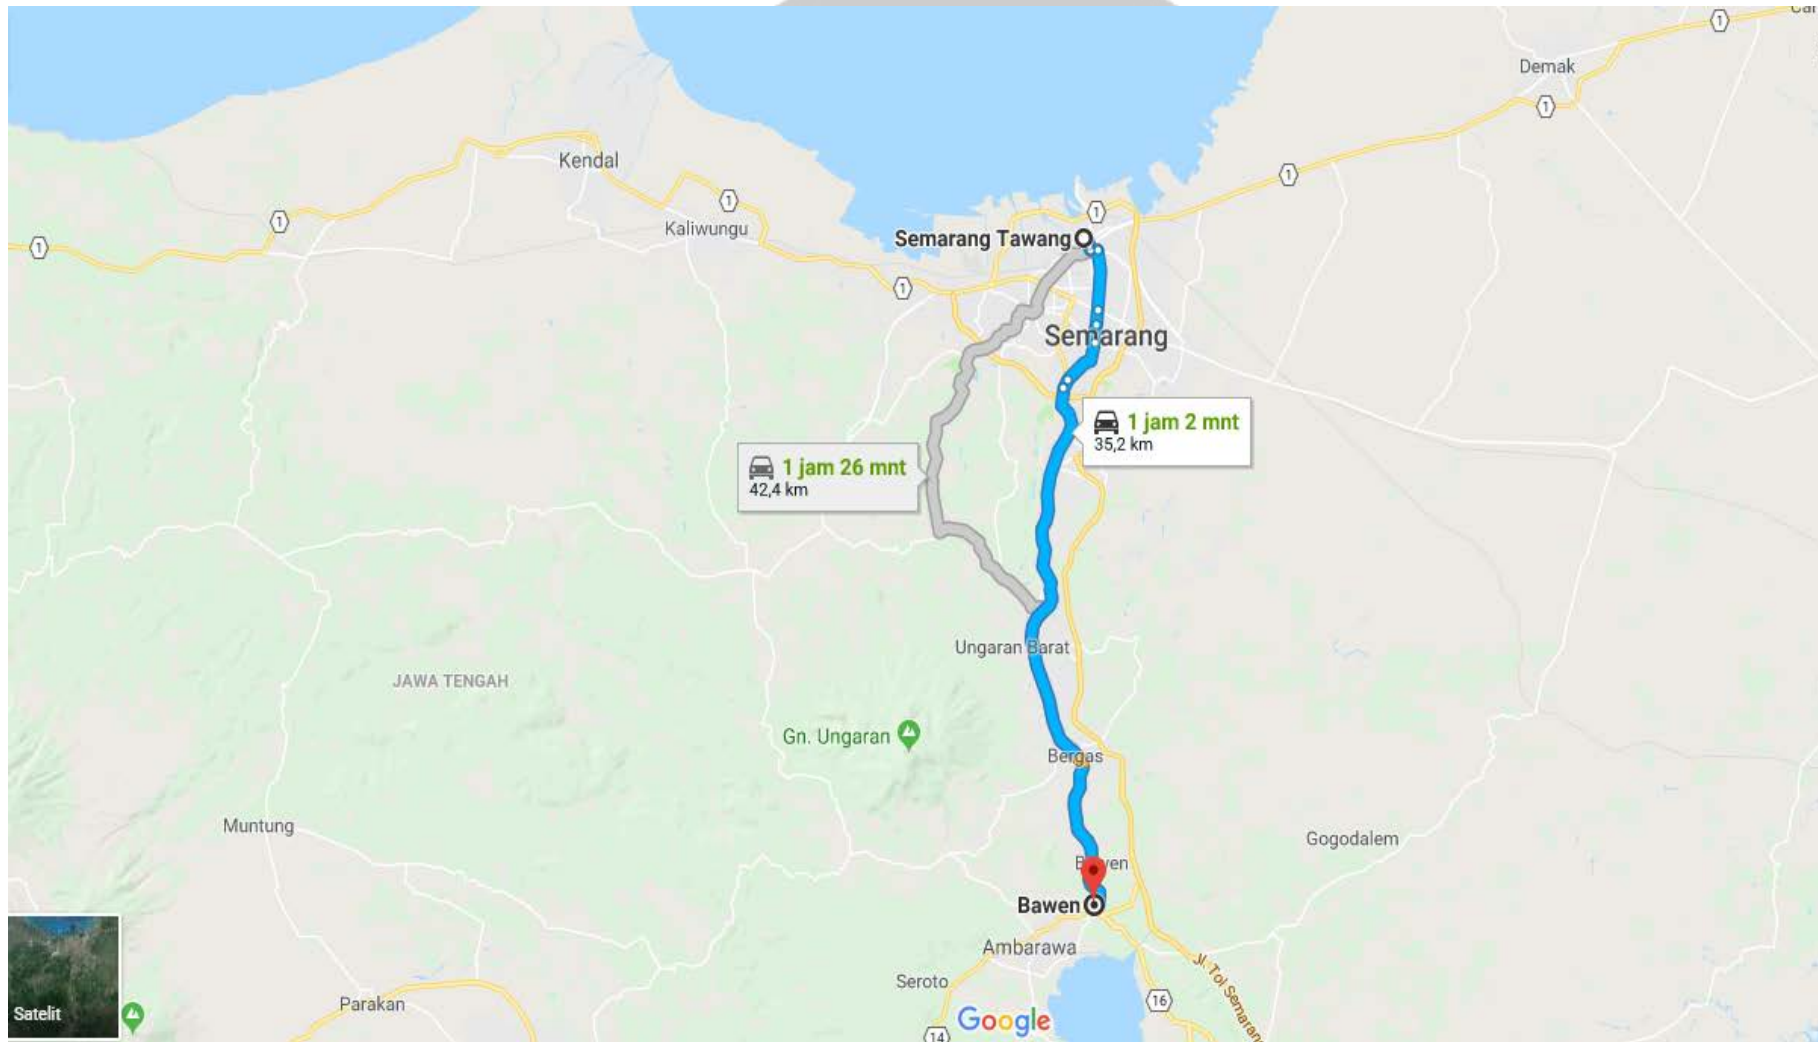 1
Demak
1
Kendal
1
1
Kaliwungu
1
1
1
Semarang Tawang
1
Semarang
1 jam 2 mnt
35,2 km
1 jam 26 mnt
42,4 km
Ungaran Barat
JAWA TENGAH
Gn. Ungaran
Bergas
Muntung
Gogodalem
Bawen
Ambarawa
Seroto
Jl. Tol Semarang
Parakan
16
Satelit
Google
14